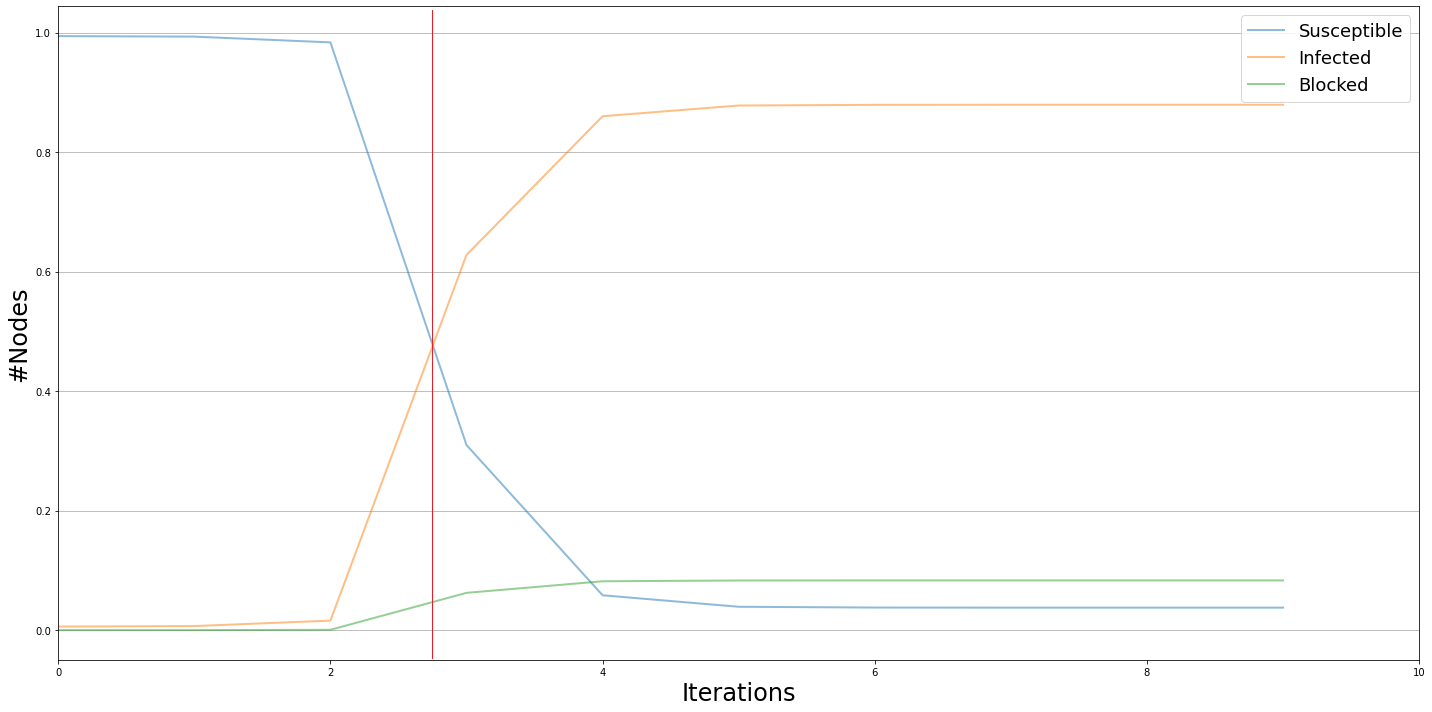 Susceptible
Infected
Blocked
#Nodes
1.0
0.8
0.6
0.4
0.2
0.0
0 2 4 6 8 10
Iterations